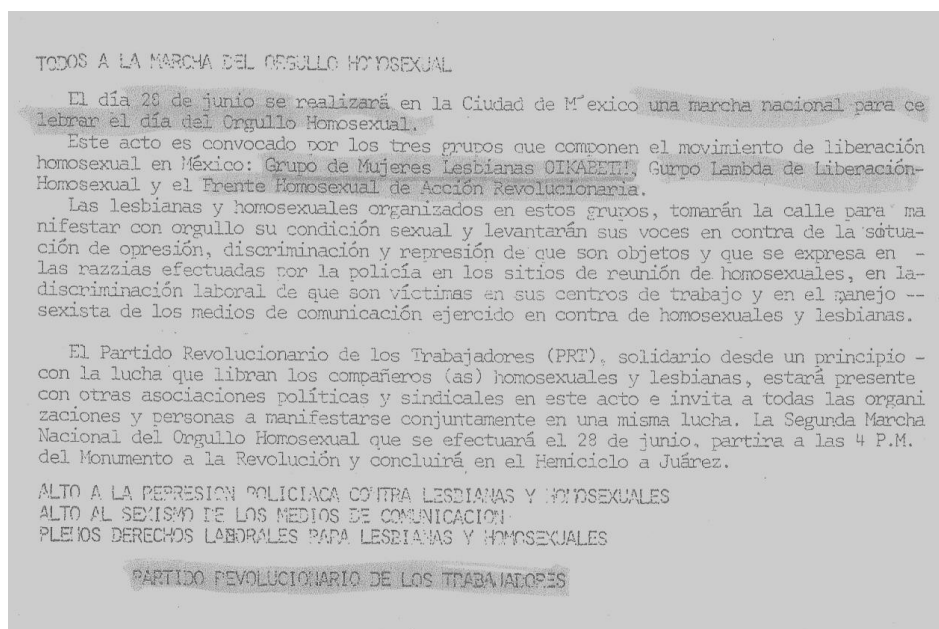 TODOS A LA MARCHA DEL ORGULLO HOMOSEXUAL
El día 28 de junio se realizará en la Ciudad de M´exico una marcha nacional para ce
lebrar el día del Orgullo Homosexual.
Este acto es convocado por los tres grupos que componen el movimiento de liberación
homosexual en México: Grupo de Mujeres Lesbianas OIKABETH, Gurpo Lambda de Liberación-
Homosexual y el Frente Homosexual de Acción Revolucionaria.
Las lesbianas y homosexuales organizados en estos grupos, tomarán la calle para ma
nifestar con orgullo su condición sexual y levantarán sus voces en contra de la situa-
ción de opresión, discriminación y represión de que son objetos y que se expresa en -
las razzias efectuadas por la policía en los sitios de reunión de homosexuales, en la-
discriminación laboral de que son víctimas en sus centros de trabajo y en el manejo --
sexista de los medios de comunicación ejercido en contra de homosexuales y lesbianas.
El Partido Revolucionario de los Trabajadores (PRT), solidario desde un principio -
con la lucha que libran los compañeros (as) homosexuales y lesbianas, estará presente
con otras asociaciones políticas y sindicales en este acto e invita a todas las organi
zaciones y personas a manifestarse conjuntamente en una misma lucha. La Segunda Marcha
Nacional del Orgullo Homosexual que se efectuará el 28 de junio, partira a las 4 P.M.
del Monumento a la Revolución y concluirá en el Hemiciclo a Juárez.
ALTO A LA REPRESION POLICIACA CONTRA LESBIANAS Y HOMOSEXUALES
ALTO AL SEXISMO DE LOS MEDIOS DE COMUNICACION
PLENOS DERECHOS LABORALES PARA LESBIANAS Y HOMOSEXUALES
PARTIDO REVOLUCIONARIO DE LOS TRABAJADORES